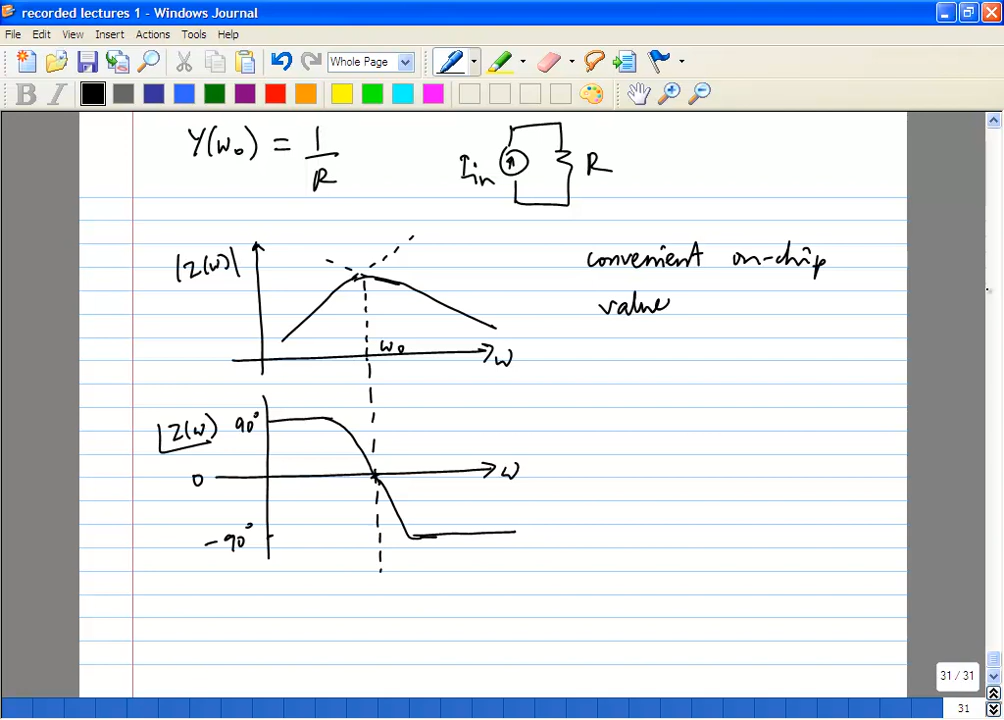 recorded lectures 1 - Windows Journal
File Edit View Insert Actions Tools Help
Whole Page
B I
Y(w₀) = 1/R
Iin R
|Z(w)|
w₀
w
convenient on-chip
value
∠Z(w) 90°
0
w
-90°
31 / 31
31